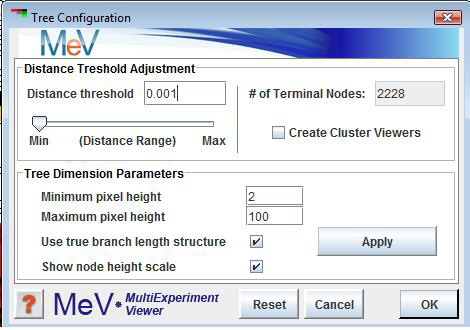 Tree Configuration
MeV
Distance Treshold Adjustment
Distance threshold 0.001
# of Terminal Nodes: 2228
Min (Distance Range) Max
Create Cluster Viewers
Tree Dimension Parameters
Minimum pixel height 2
Maximum pixel height 100
Use true branch length structure
Apply
Show node height scale
? MeV MultiExperiment
Viewer
Reset Cancel OK